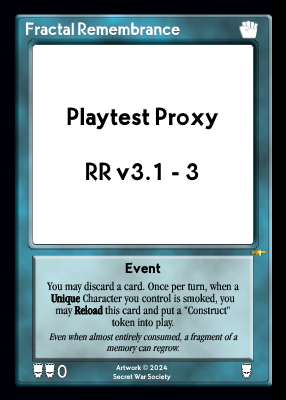 Fractal Remembrance
Playtest Proxy
RR v3.1 - 3
Event
You may discard a card. Once per turn, when a
Unique Character you control is smoked, you
may Reload this card and put a "Construct"
token into play.
Even when almost entirely consumed, a fragment of a
memory can regrow.
0
Artwork © 2024
Secret War Society